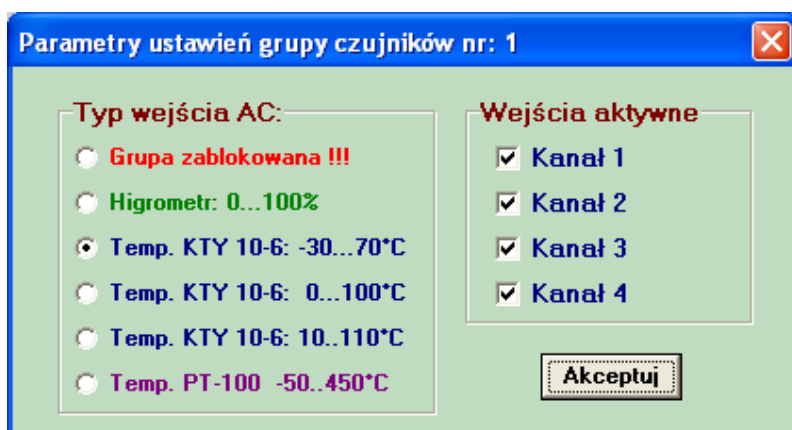 Parametry ustawień grupy czujników nr: 1
Typ wejścia AC:
Grupa zablokowana !!!
Higrometr: 0...100%
Temp. KTY 10-6: -30...70°C
Temp. KTY 10-6: 0...100°C
Temp. KTY 10-6: 10..110°C
Temp. PT-100 -50..450°C
Wejścia aktywne
Kanał 1
Kanał 2
Kanał 3
Kanał 4
Akceptuj